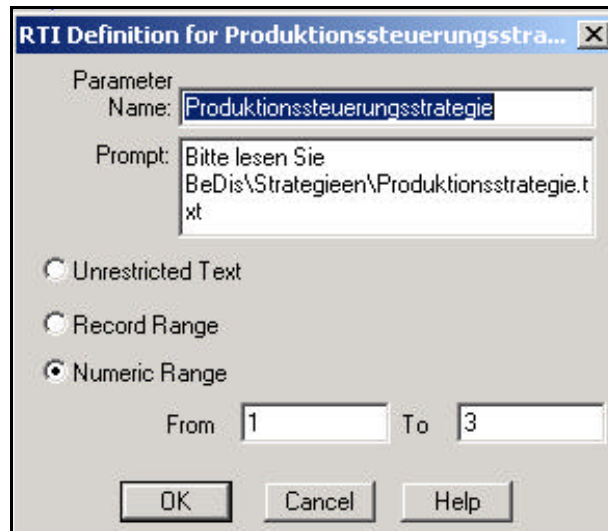 RTI Definition for Produktionssteuerungsstra...
Parameter
Name: Produktionssteuerungsstrategie
Prompt: Bitte lesen Sie
BeDis\Strategieen\Produktionsstrategie.t
xt
Unrestricted Text
Record Range
Numeric Range
From 1 To 3
OK Cancel Help